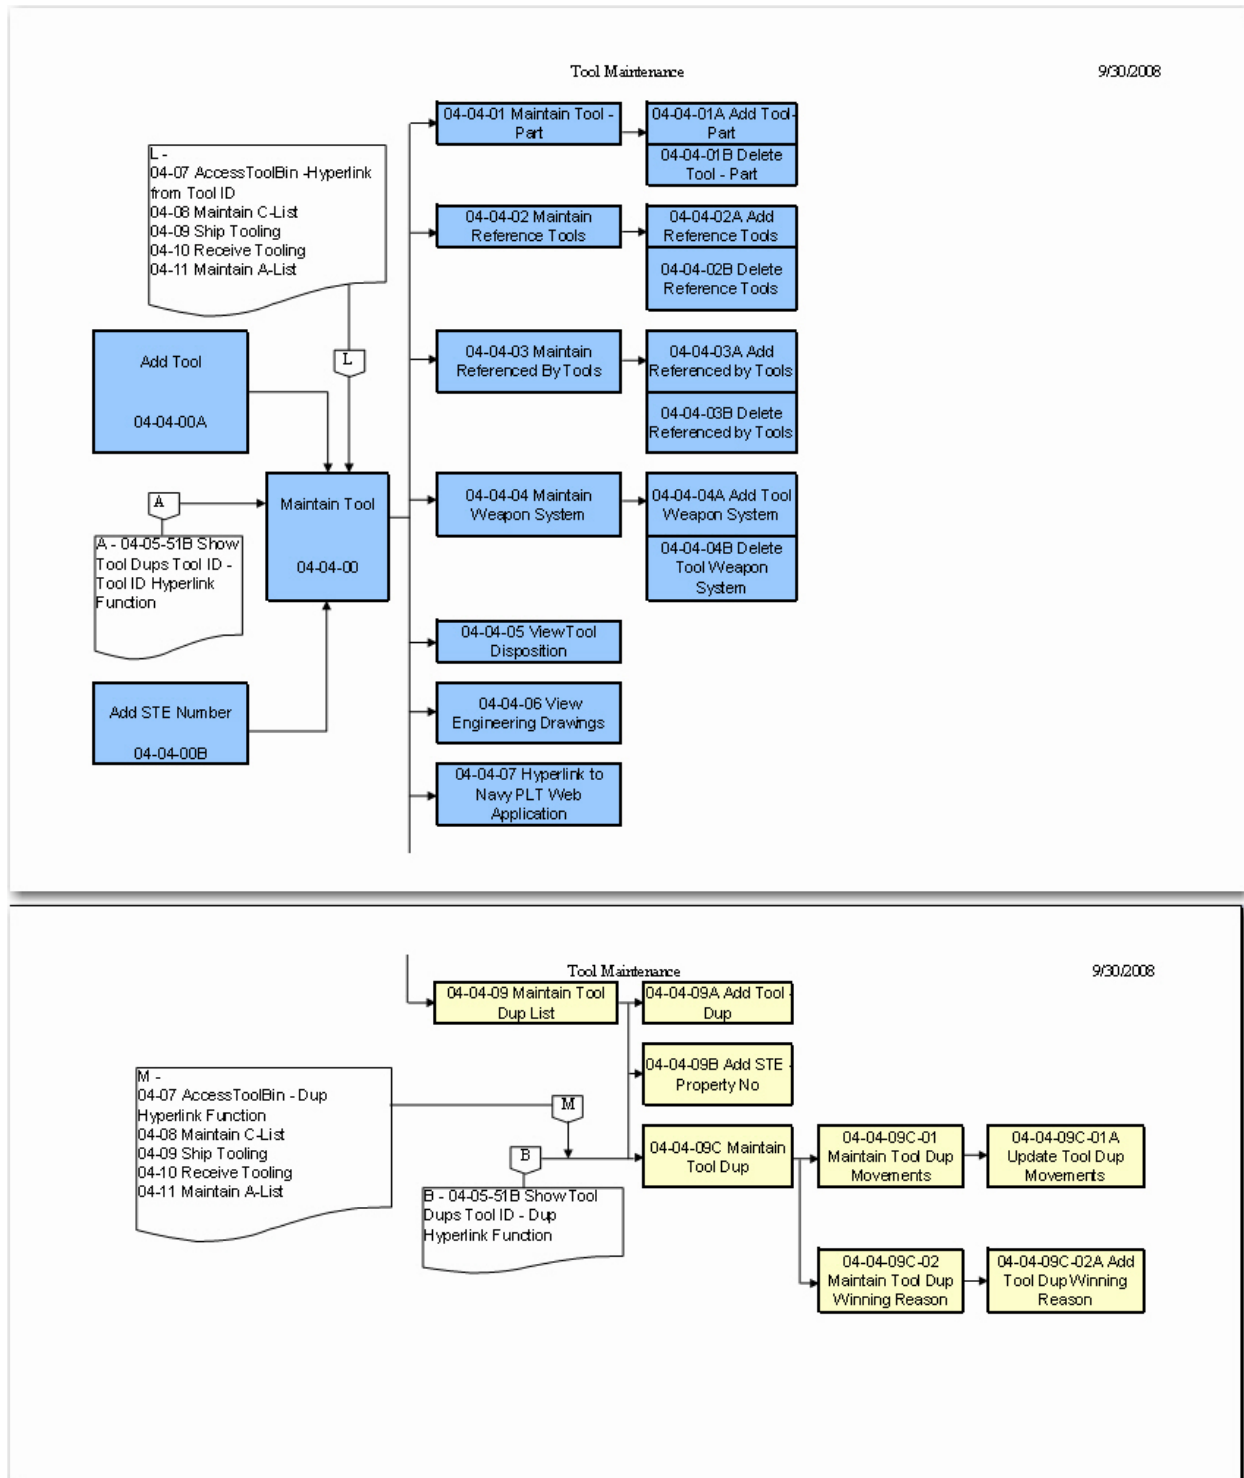 Tool Maintenance
9/30/2008
04-04-01 Maintain Tool -
Part
04-04-01A Add Tool-
Part
04-04-01B Delete
Tool - Part
L -
04-07 AccessToolBin -Hyperlink
from Tool ID
04-08 Maintain C-List
04-09 Ship Tooling
04-10 Receive Tooling
04-11 Maintain A-List
04-04-02 Maintain
Reference Tools
04-04-02A Add
Reference Tools
04-04-02B Delete
Reference Tools
L
Add Tool
04-04-00A
04-04-03 Maintain
Referenced By Tools
04-04-03A Add
Referenced by Tools
04-04-03B Delete
Referenced by Tools
A
Maintain Tool
04-04-00
04-04-04 Maintain
Weapon System
04-04-04A Add Tool
Weapon System
04-04-04B Delete
Tool Weapon
System
A - 04-05-51B Show
Tool Dups Tool ID -
Tool ID Hyperlink
Function
04-04-05 View Tool
Disposition
Add STE Number
04-04-00B
04-04-06 View
Engineering Drawings
04-04-07 Hyperlink to
Navy PLT Web
Application
Tool Maintenance
9/30/2008
04-04-09 Maintain Tool
Dup List
04-04-09A Add Tool -
Dup
04-04-09B Add STE -
Property No
M -
04-07 AccessToolBin - Dup
Hyperlink Function
04-08 Maintain C-List
04-09 Ship Tooling
04-10 Receive Tooling
04-11 Maintain A-List
M
B
04-04-09C Maintain
Tool Dup
04-04-09C-01
Maintain Tool Dup
Movements
04-04-09C-01A
Update Tool Dup
Movements
B - 04-05-51B Show Tool
Dups Tool ID - Dup
Hyperlink Function
04-04-09C-02
Maintain Tool Dup
Winning Reason
04-04-09C-02A Add
Tool Dup Winning
Reason